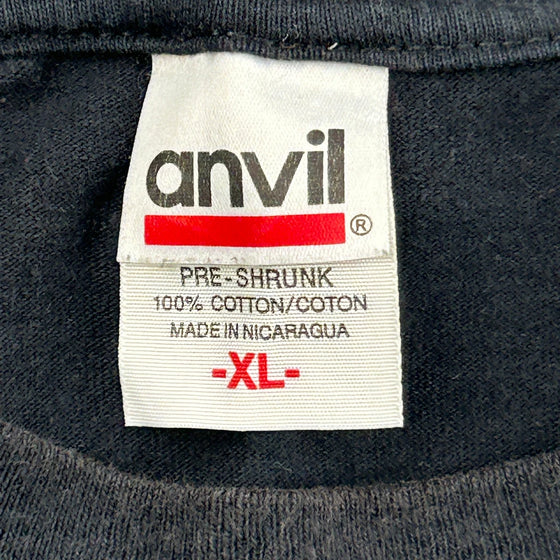 anvil
®
PRE-SHRUNK
100% COTTON/COTON
MADE IN NICARAGUA
-XL-